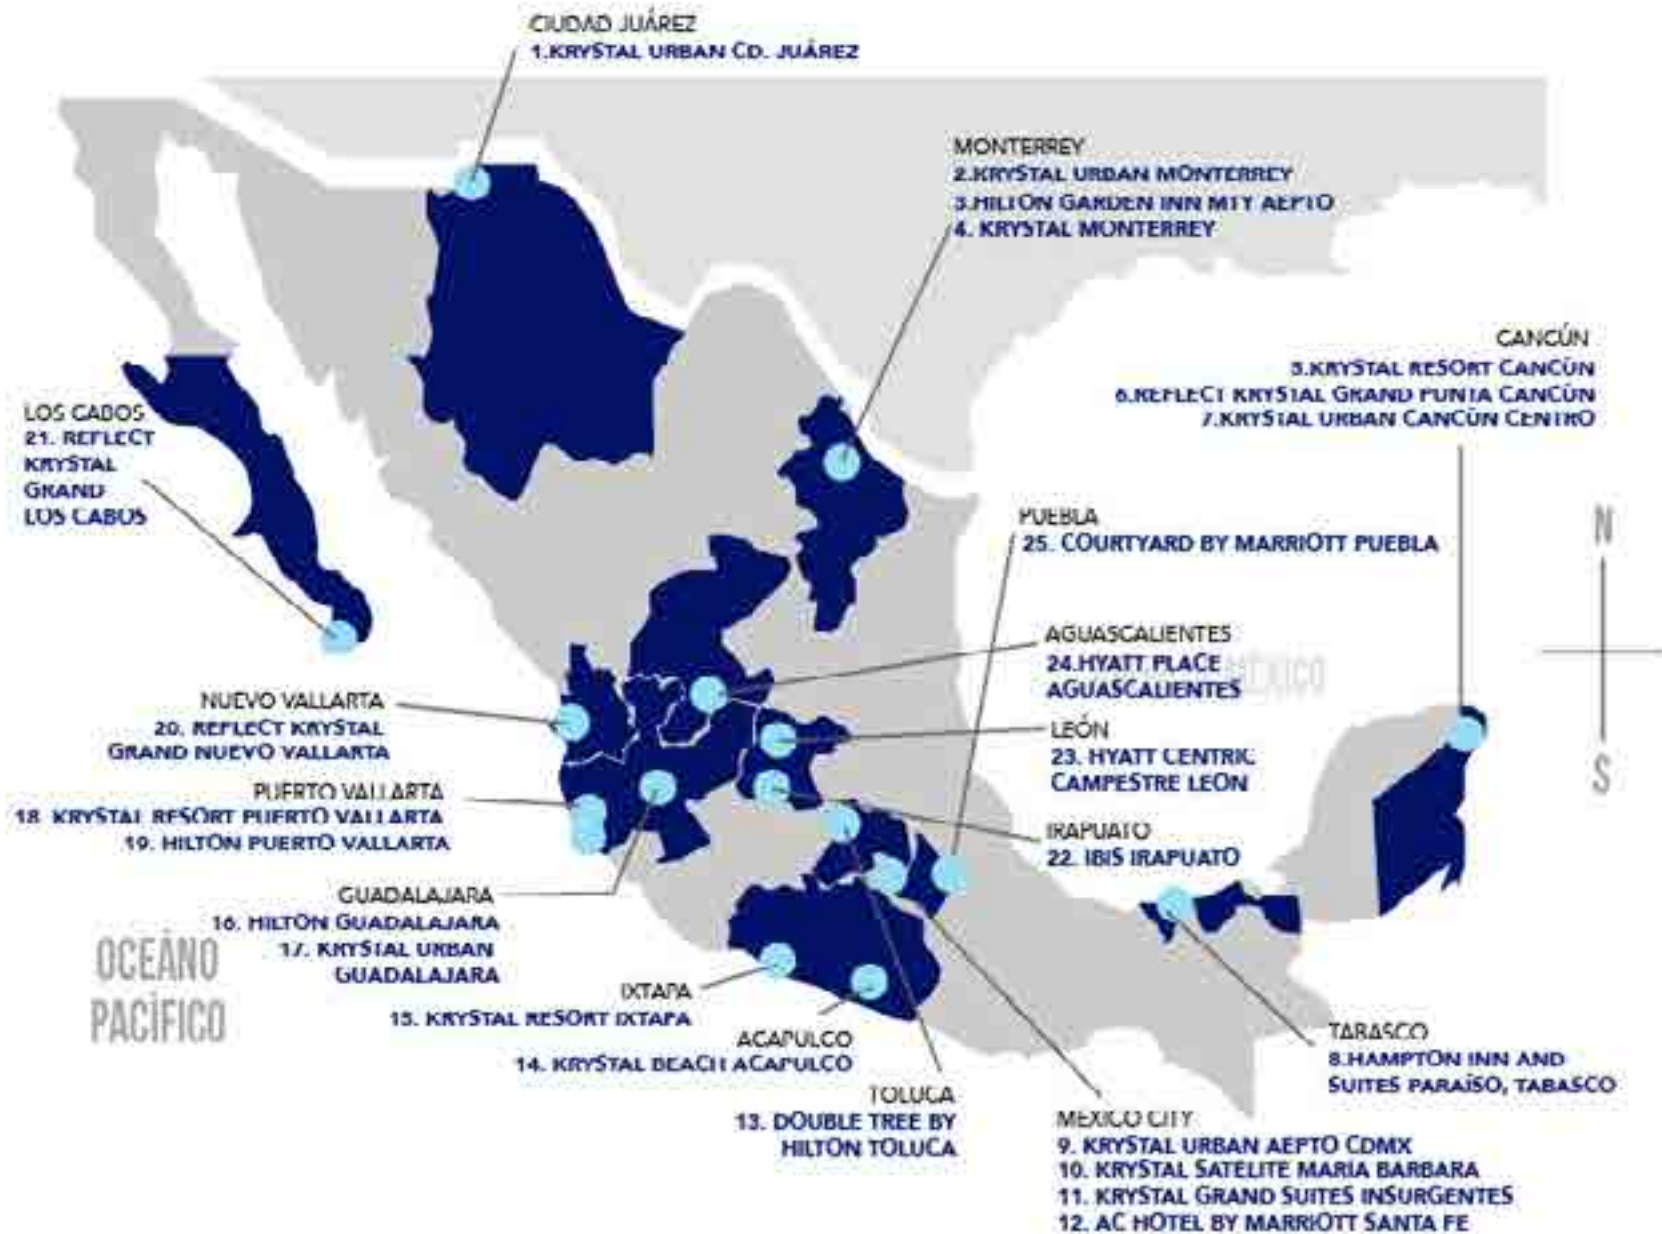 CIUDAD JUÁREZ
1.KRYSTAL URBAN CD. JUÁREZ
MONTERREY
2.KRYSTAL URBAN MONTERREY
3.HILTON GARDEN INN MTY AEPTO
4. KRYSTAL MONTERREY
CANCÚN
5.KRYSTAL RESORT CANCÚN
6.REFLECT KRYSTAL GRAND PUNTA CANCÚN
7.KRYSTAL URBAN CANCÚN CENTRO
LOS CABOS
21. REFLECT
KRYSTAL
GRAND
LOS CABOS
PUEBLA
25. COURTYARD BY MARRIOTT PUEBLA
N
S
AGUASCALIENTES
24.HYATT PLACE
AGUASCALIENTES
MÉXICO
NUEVO VALLARTA
20. REFLECT KRYSTAL
GRAND NUEVO VALLARTA
LEÓN
23. HYATT CENTRIC
CAMPESTRE LEÓN
PUERTO VALLARTA
18. KRYSTAL RESORT PUERTO VALLARTA
19. HILTON PUERTO VALLARTA
IRAPUATO
22. IBIS IRAPUATO
GUADALAJARA
16. HILTON GUADALAJARA
17. KRYSTAL URBAN
GUADALAJARA
OCEÁNO
PACÍFICO
IXTAPA
15. KRYSTAL RESORT IXTAPA
ACAPULCO
14. KRYSTAL BEACH ACAPULCO
TOLUCA
13. DOUBLE TREE BY
HILTON TOLUCA
TABASCO
8.HAMPTON INN AND
SUITES PARAÍSO, TABASCO
MEXICO CITY
9. KRYSTAL URBAN AEPTO CDMX
10. KRYSTAL SATELITE MARIA BARBARA
11. KRYSTAL GRAND SUITES INSURGENTES
12. AC HOTEL BY MARRIOTT SANTA FE